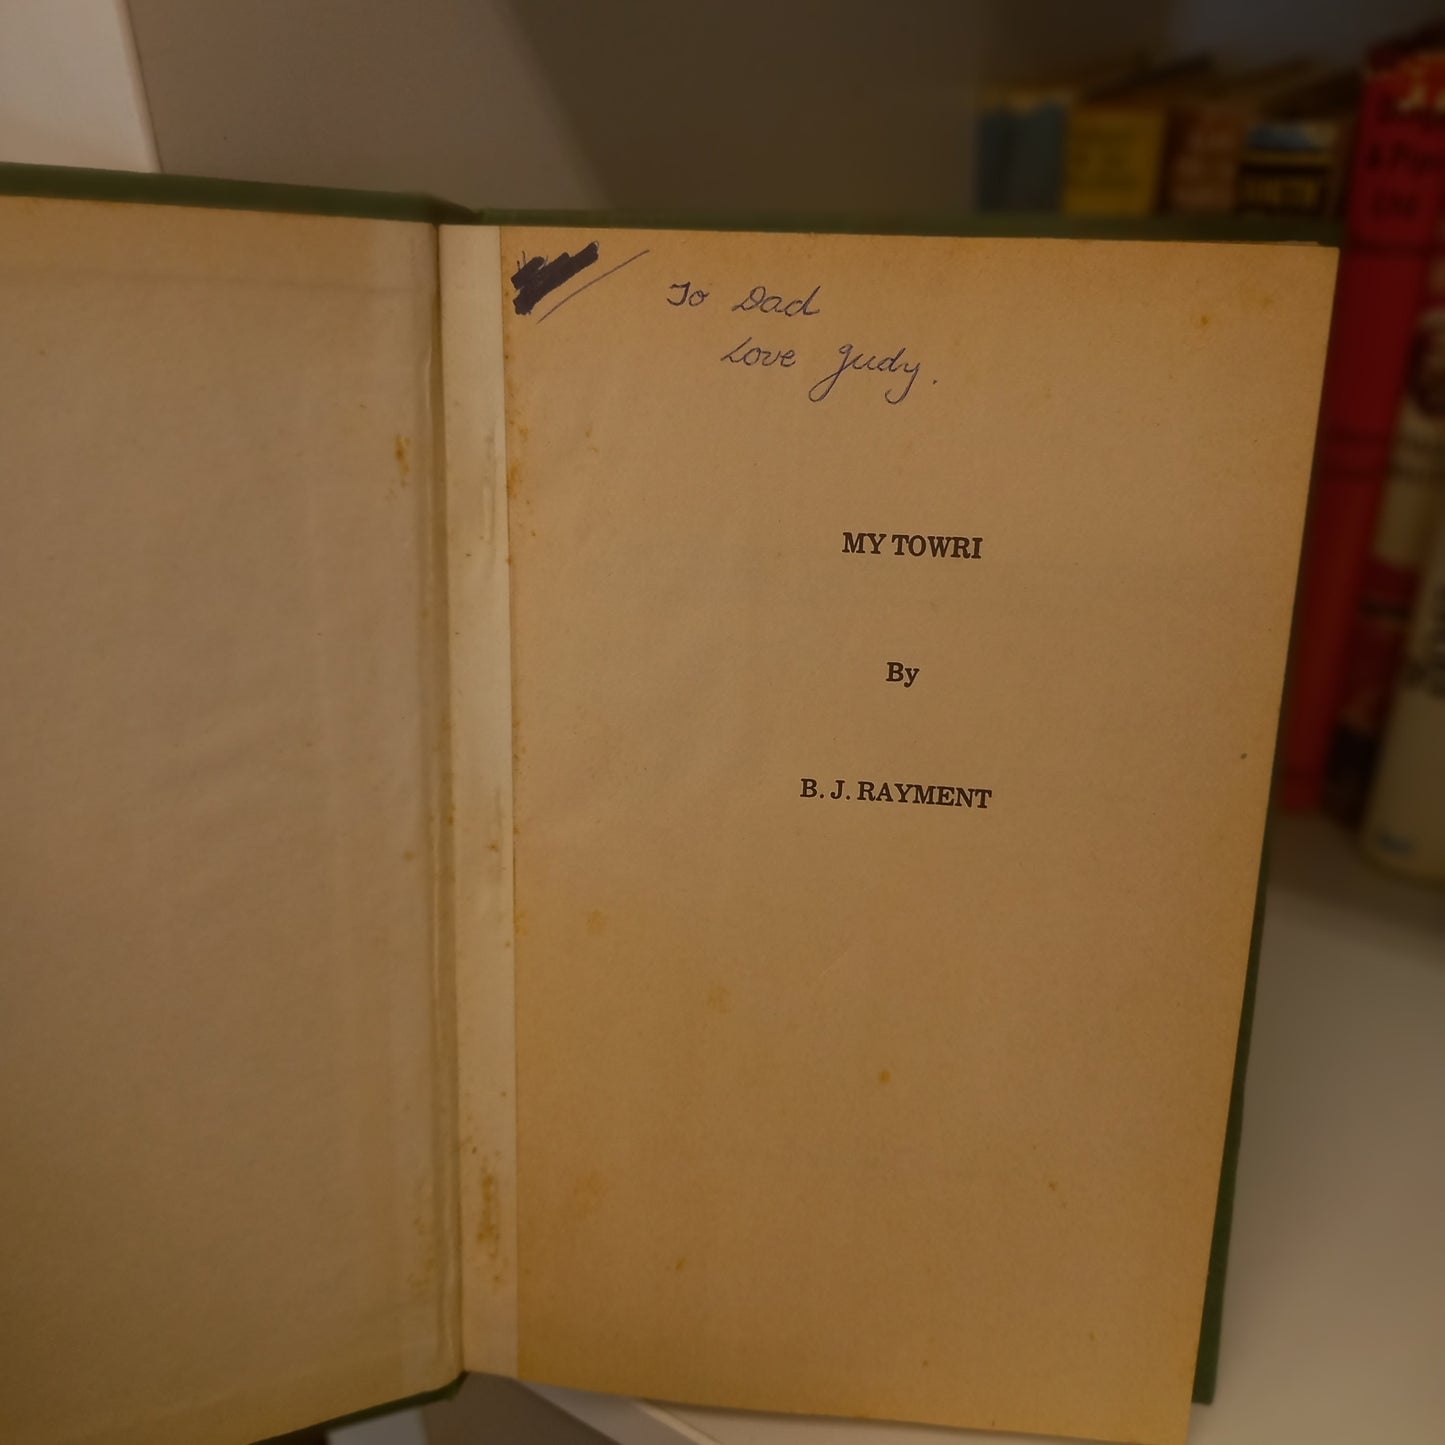 To Dad
Love Judy.
MY TOWRI
By
B. J. RAYMENT